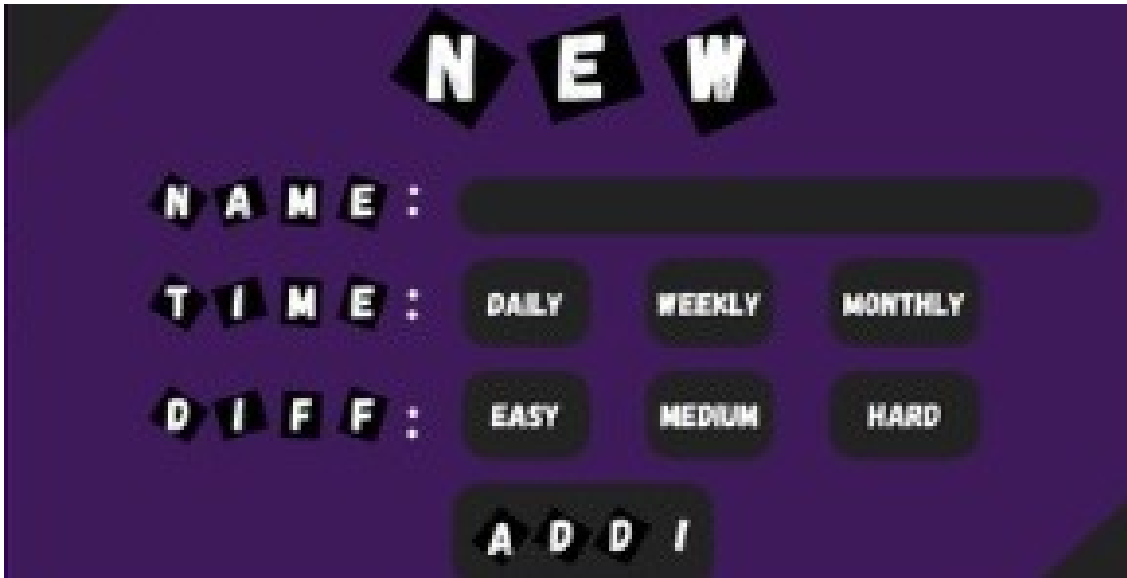 NEW
NAME:
TIME: DAILY WEEKLY MONTHLY
DIFF: EASY MEDIUM HARD
ADD!